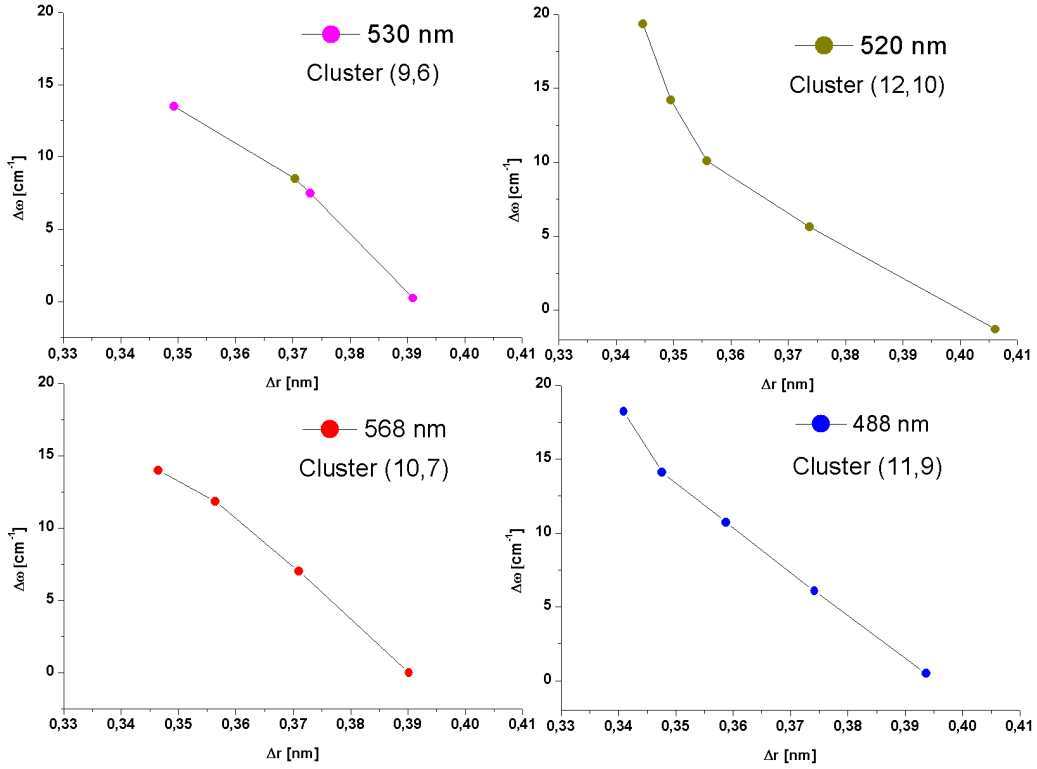 530 nm
Cluster (9,6)
20
15
10
5
0
Δω [cm⁻¹]
0,33 0,34 0,35 0,36 0,37 0,38 0,39 0,40 0,41
Δr [nm]
520 nm
Cluster (12,10)
20
15
10
5
0
Δω [cm⁻¹]
0,33 0,34 0,35 0,36 0,37 0,38 0,39 0,40 0,41
Δr [nm]
568 nm
Cluster (10,7)
20
15
10
5
0
Δω [cm⁻¹]
0,33 0,34 0,35 0,36 0,37 0,38 0,39 0,40 0,41
Δr [nm]
488 nm
Cluster (11,9)
20
15
10
5
0
Δω [cm⁻¹]
0,33 0,34 0,35 0,36 0,37 0,38 0,39 0,40 0,41
Δr [nm]